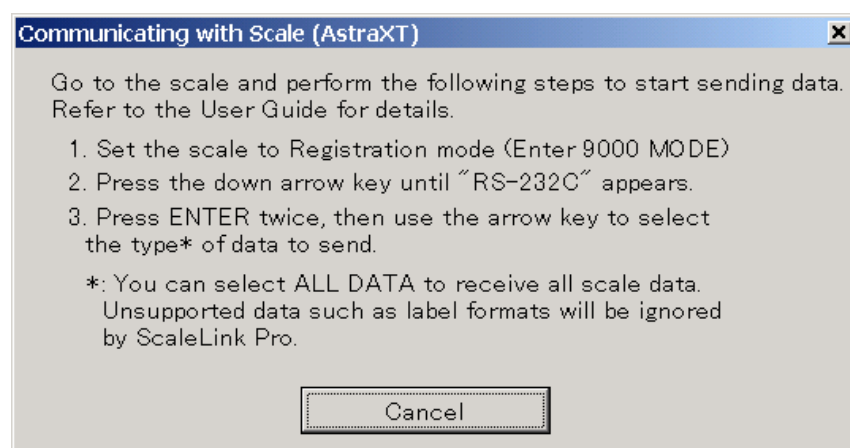 Communicating with Scale (AstraXT)
Go to the scale and perform the following steps to start sending data.
Refer to the User Guide for details.
1. Set the scale to Registration mode (Enter 9000 MODE)
2. Press the down arrow key until ˝RS-232C˝ appears.
3. Press ENTER twice, then use the arrow key to select
the type* of data to send.
*: You can select ALL DATA to receive all scale data.
Unsupported data such as label formats will be ignored
by ScaleLink Pro.
Cancel